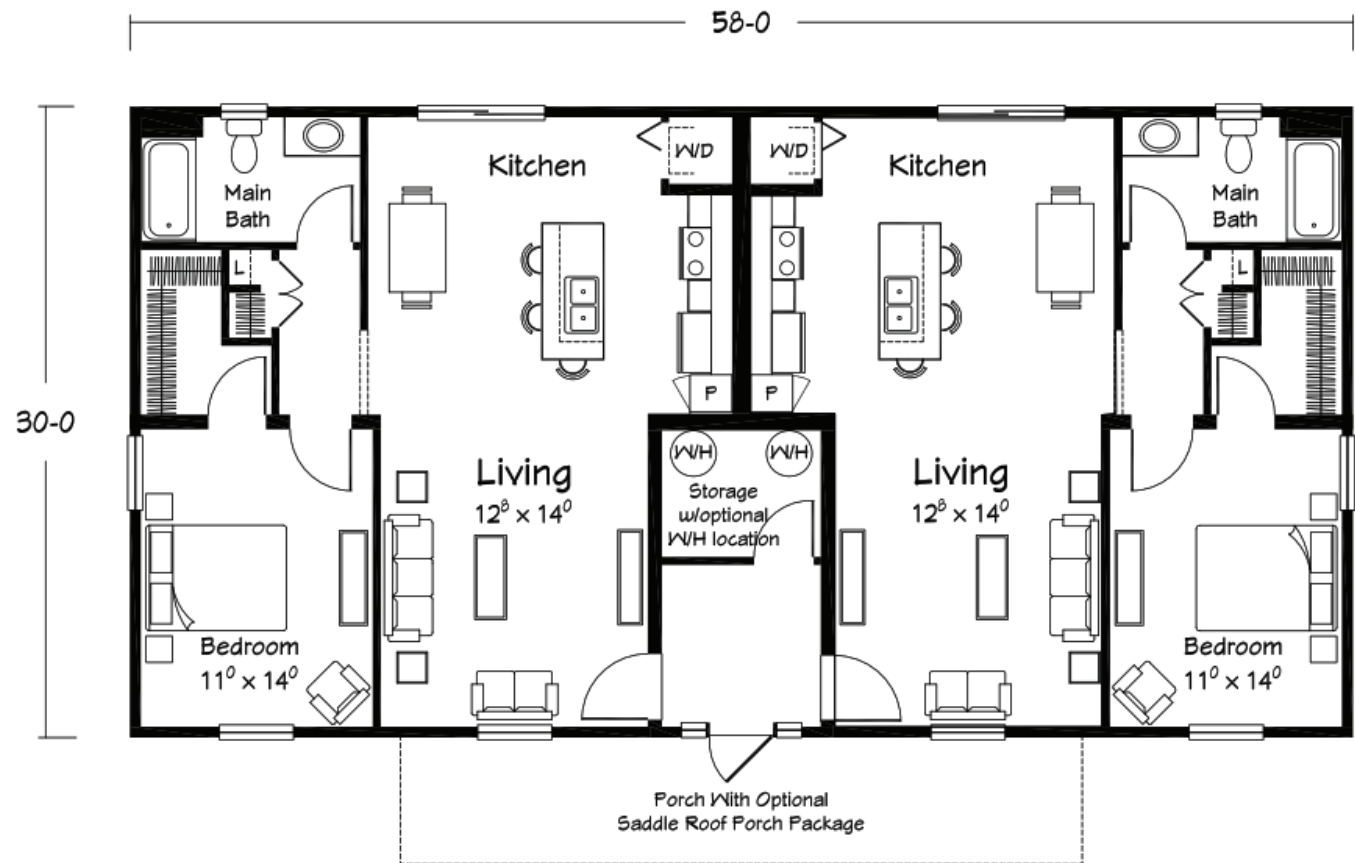 58-0
30-0
Kitchen
W/D
W/D
Kitchen
Main
Bath
Main
Bath
L
L
P
P
W/H
W/H
Living
12⁸ x 14⁰
Storage
w/optional
W/H location
Living
12⁸ x 14⁰
Bedroom
11⁰ x 14⁰
Bedroom
11⁰ x 14⁰
Porch With Optional
Saddle Roof Porch Package